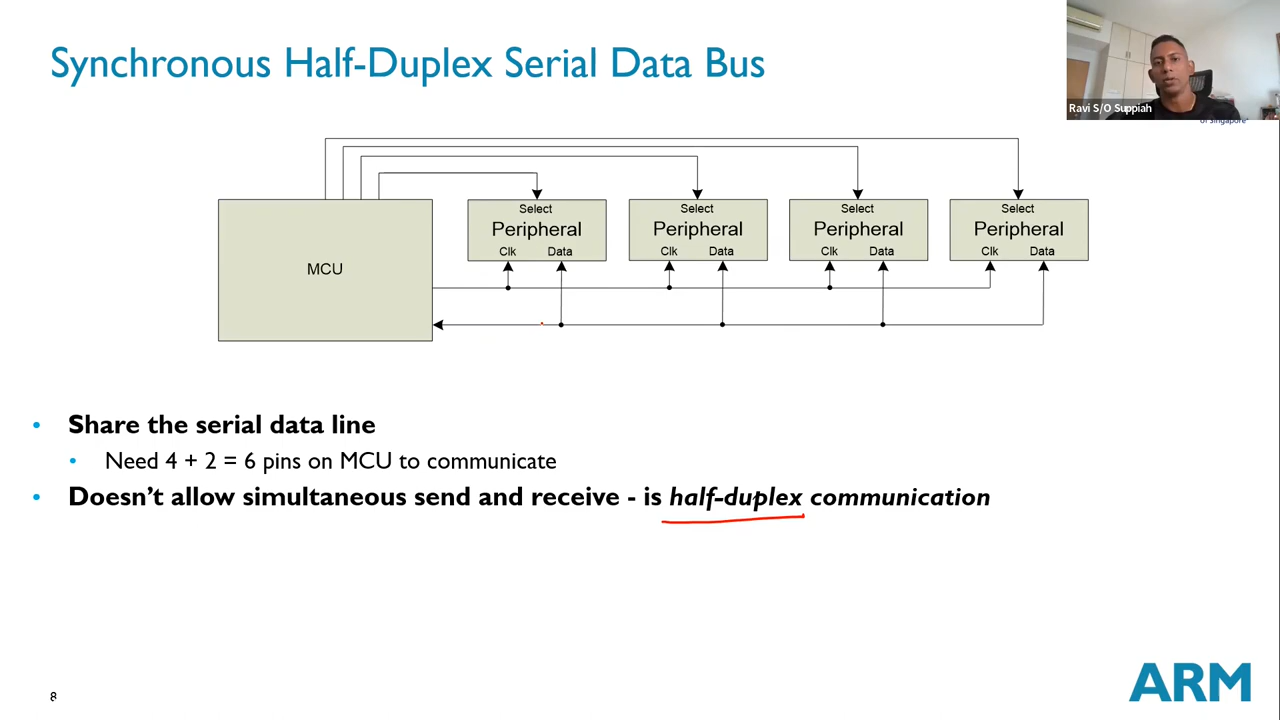 Synchronous Half-Duplex Serial Data Bus
Ravi S/O Suppiah
of Singapore
MCU
Select
Peripheral
Clk Data
Select
Peripheral
Clk Data
Select
Peripheral
Clk Data
Select
Peripheral
Clk Data
• Share the serial data line
• Need 4 + 2 = 6 pins on MCU to communicate
• Doesn’t allow simultaneous send and receive - is half-duplex communication
8
ARM